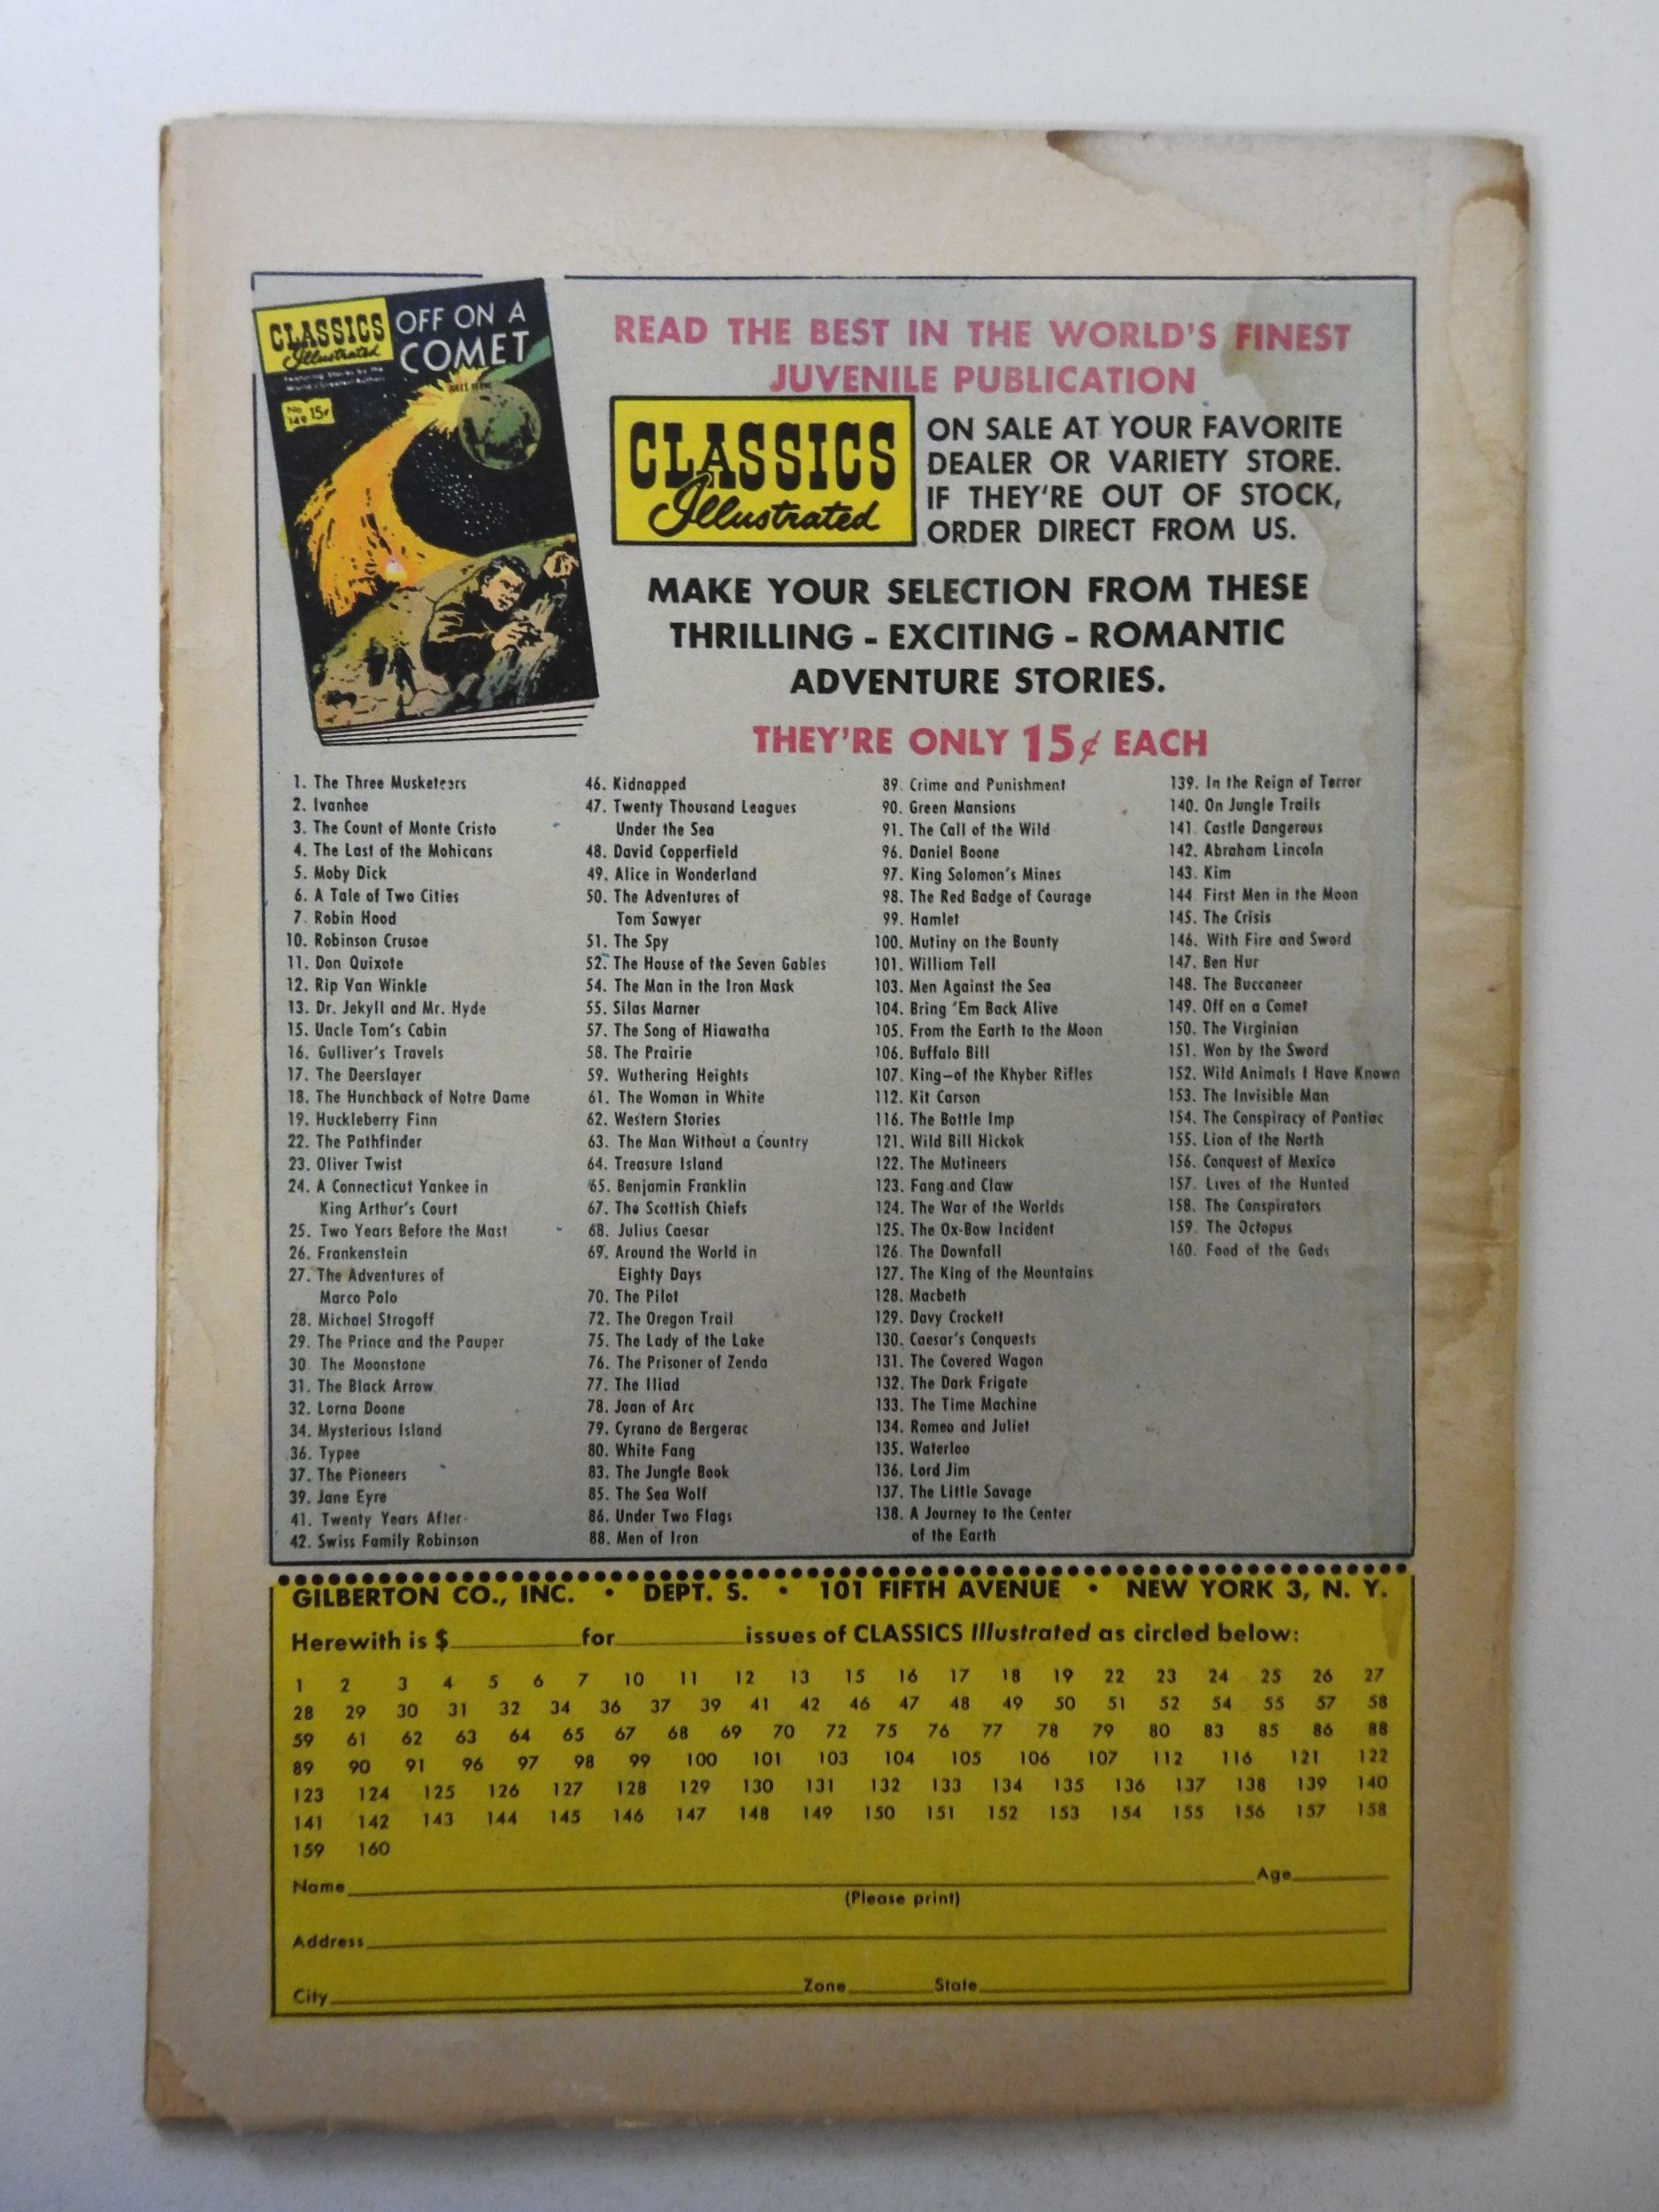 CLASSICS
Illustrated
Featuring Stories by the
World's Greatest Authors
OFF ON A
COMET
No.
149
15¢
READ THE BEST IN THE WORLD'S FINEST
JUVENILE PUBLICATION
CLASSICS
Illustrated
ON SALE AT YOUR FAVORITE
DEALER OR VARIETY STORE.
IF THEY'RE OUT OF STOCK,
ORDER DIRECT FROM US.
MAKE YOUR SELECTION FROM THESE
THRILLING - EXCITING - ROMANTIC
ADVENTURE STORIES.
THEY'RE ONLY 15¢ EACH
1. The Three Musketeers
2. Ivanhoe
3. The Count of Monte Cristo
4. The Last of the Mohicans
5. Moby Dick
6. A Tale of Two Cities
7. Robin Hood
10. Robinson Crusoe
11. Don Quixote
12. Rip Van Winkle
13. Dr. Jekyll and Mr. Hyde
15. Uncle Tom's Cabin
16. Gulliver's Travels
17. The Deerslayer
18. The Hunchback of Notre Dame
19. Huckleberry Finn
22. The Pathfinder
23. Oliver Twist
24. A Connecticut Yankee in
King Arthur's Court
25. Two Years Before the Mast
26. Frankenstein
27. The Adventures of
Marco Polo
28. Michael Strogoff
29. The Prince and the Pauper
30. The Moonstone
31. The Black Arrow
32. Lorna Doone
34. Mysterious Island
36. Typee
37. The Pioneers
39. Jane Eyre
41. Twenty Years After
42. Swiss Family Robinson
46. Kidnapped
47. Twenty Thousand Leagues
Under the Sea
48. David Copperfield
49. Alice in Wonderland
50. The Adventures of
Tom Sawyer
51. The Spy
52. The House of the Seven Gables
54. The Man in the Iron Mask
55. Silas Marner
57. The Song of Hiawatha
58. The Prairie
59. Wuthering Heights
61. The Woman in White
62. Western Stories
63. The Man Without a Country
64. Treasure Island
65. Benjamin Franklin
67. The Scottish Chiefs
68. Julius Caesar
69. Around the World in
Eighty Days
70. The Pilot
72. The Oregon Trail
75. The Lady of the Lake
76. The Prisoner of Zenda
77. The Iliad
78. Joan of Arc
79. Cyrano de Bergerac
80. White Fang
83. The Jungle Book
85. The Sea Wolf
86. Under Two Flags
88. Men of Iron
89. Crime and Punishment
90. Green Mansions
91. The Call of the Wild
96. Daniel Boone
97. King Solomon's Mines
98. The Red Badge of Courage
99. Hamlet
100. Mutiny on the Bounty
101. William Tell
103. Men Against the Sea
104. Bring 'Em Back Alive
105. From the Earth to the Moon
106. Buffalo Bill
107. King—of the Khyber Rifles
112. Kit Carson
116. The Bottle Imp
121. Wild Bill Hickok
122. The Mutineers
123. Fang and Claw
124. The War of the Worlds
125. The Ox-Bow Incident
126. The Downfall
127. The King of the Mountains
128. Macbeth
129. Davy Crockett
130. Caesar's Conquests
131. The Covered Wagon
132. The Dark Frigate
133. The Time Machine
134. Romeo and Juliet
135. Waterloo
136. Lord Jim
137. The Little Savage
138. A Journey to the Center
of the Earth
139. In the Reign of Terror
140. On Jungle Trails
141. Castle Dangerous
142. Abraham Lincoln
143. Kim
144. First Men in the Moon
145. The Crisis
146. With Fire and Sword
147. Ben Hur
148. The Buccaneer
149. Off on a Comet
150. The Virginian
151. Won by the Sword
152. Wild Animals I Have Known
153. The Invisible Man
154. The Conspiracy of Pontiac
155. Lion of the North
156. Conquest of Mexico
157. Lives of the Hunted
158. The Conspirators
159. The Octopus
160. Food of the Gods
GILBERTON CO., INC. • DEPT. S. • 101 FIFTH AVENUE • NEW YORK 3, N. Y.
Herewith is $ for issues of CLASSICS Illustrated as circled below:
1 2 3 4 5 6 7 10 11 12 13 15 16 17 18 19 22 23 24 25 26 27
28 29 30 31 32 34 36 37 39 41 42 46 47 48 49 50 51 52 54 55 57 58
59 61 62 63 64 65 67 68 69 70 72 75 76 77 78 79 80 83 85 86 88
89 90 91 96 97 98 99 100 101 103 104 105 106 107 112 116 121 122
123 124 125 126 127 128 129 130 131 132 133 134 135 136 137 138 139 140
141 142 143 144 145 146 147 148 149 150 151 152 153 154 155 156 157 158
159 160
Name Age
(Please print)
Address
City Zone State